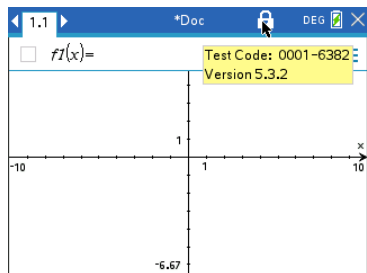 1.1 *Doc DEG
f1(x)=
Test Code: 0001-6382
Version 5.3.2
1
x
-10 1 10
-6.67